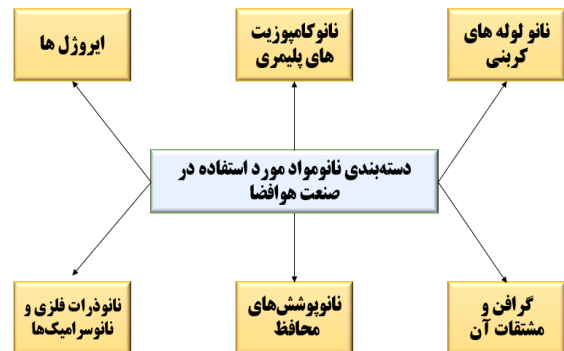 نانو لوله های
کربنی
نانوکامپوزیت
های پلیمری
ایروژل ها
دسته‌بندی نانومواد مورد استفاده در
صنعت هوافضا
گرافن و
مشتقات آن
نانوپوشش‌های
محافظ
نانوذرات فلزی و
نانوسرامیک‌ها